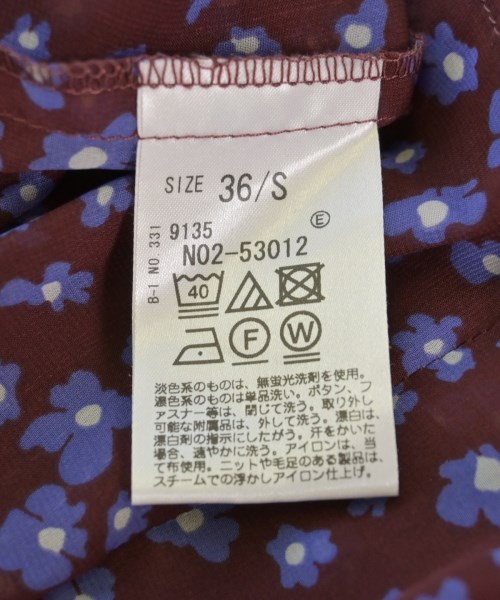 SIZE 36/S
B-I NO.331
9135
Ⓔ
NO2-53012
40
F
W
淡色系のものは、無蛍光洗剤を使用。
濃色系のものは単品洗い。ボタン、フ
ァスナー等は、閉じて洗う。取り外し
可能な附属品は、外して洗う。漂白は
漂白剤の指示にしたがう。汗をかいた
場合、速やかに洗う。アイロンは、当
て布使用。ニットや毛足のある製品は、
スチームでの浮かしアイロン仕上げ。